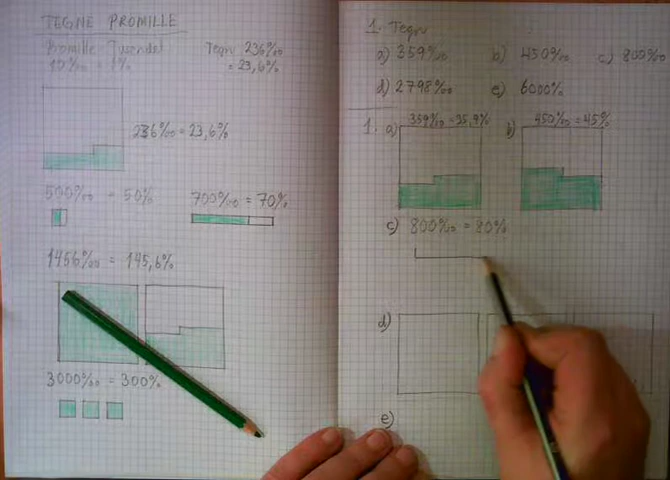 TEGNE PROMILLE
Promille = Tusendel
10‰ = 1%
Tegn 236‰
= 23,6%
236‰ = 23,6%
500‰ = 50%
700‰ = 70%
1456‰ = 145,6%
3000‰ = 300%
1. Tegn
a) 359‰ b) 450‰ c) 800‰
d) 2798‰ e) 6000%
1. a) 359‰ = 35,9% b) 450‰ = 45%
c) 800‰ = 80%
d)
e)